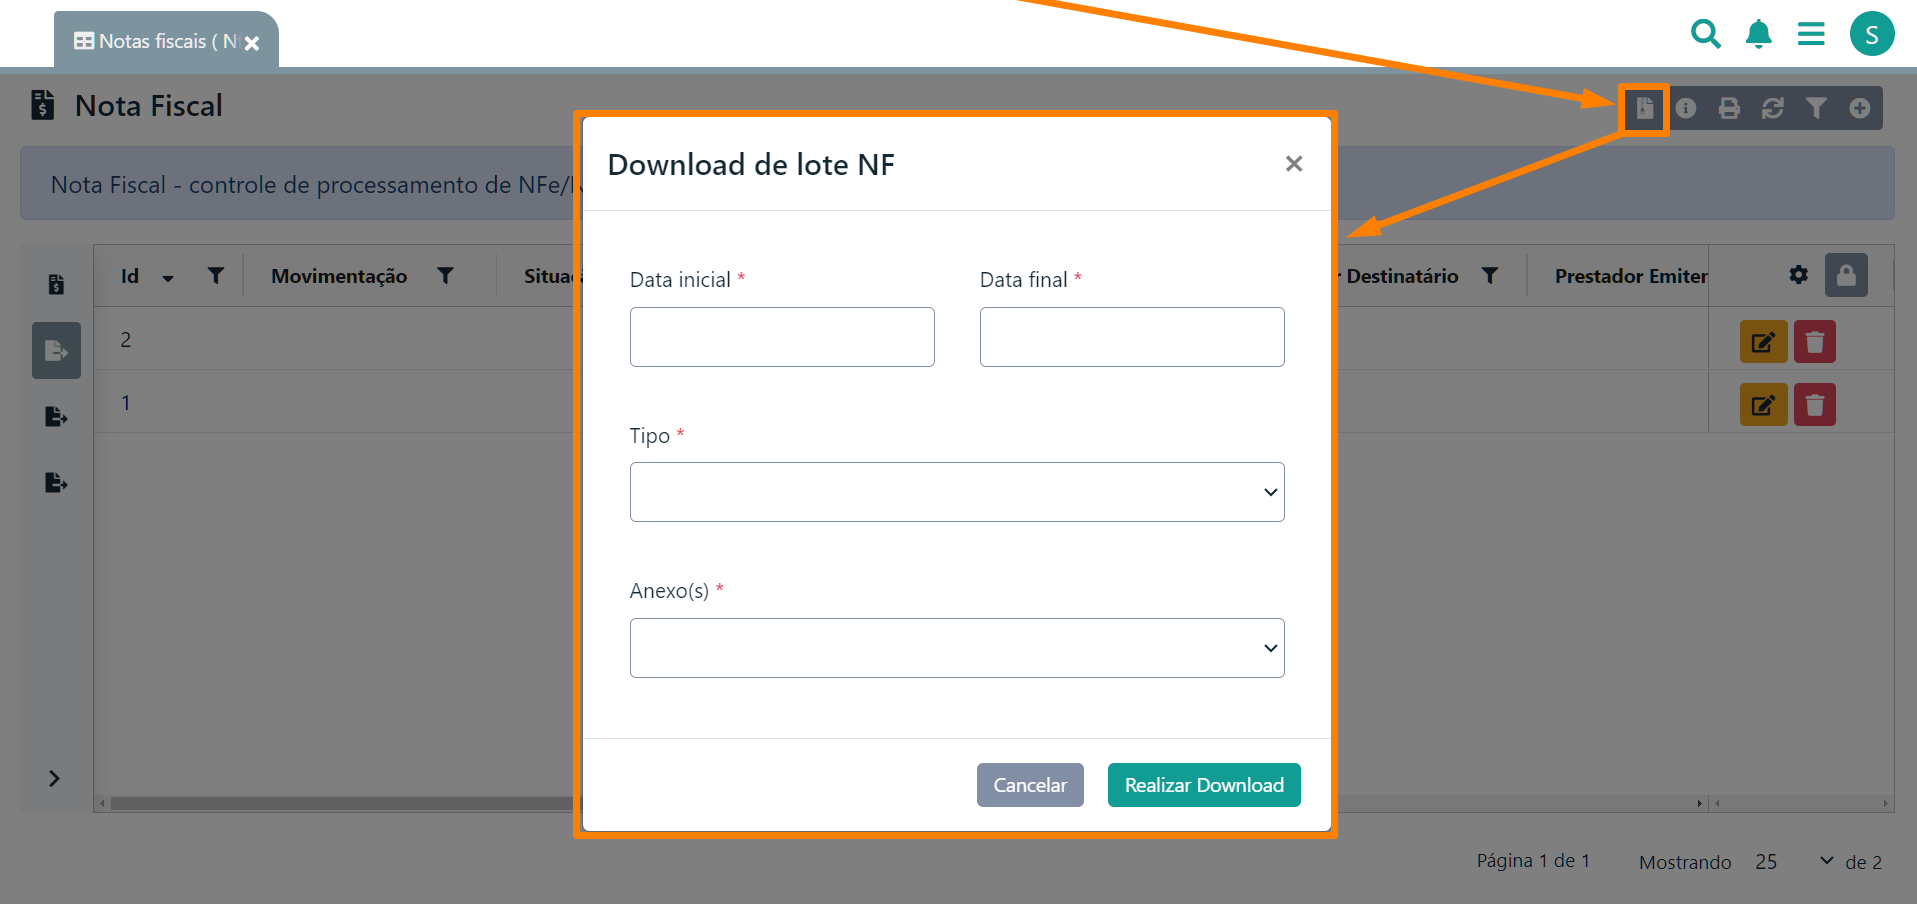 Notas fiscais ( N
S
Nota Fiscal
Nota Fiscal - controle de processamento de NFe/
Id
Movimentação
Situaç
Destinatário
Prestador Emiten
2
1
Download de lote NF
Data inicial *
Data final *
Tipo *
Anexo(s) *
Cancelar
Realizar Download
Página 1 de 1
Mostrando 25 de 2